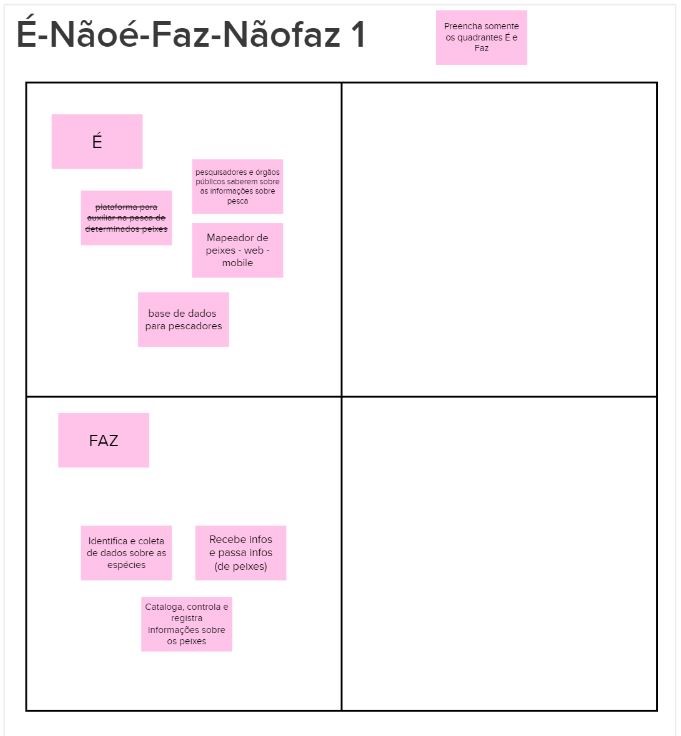 É-Nãoé-Faz-Nãofaz 1
Preencha somente
os quadrantes É e
Faz
É
pesquisadores e órgãos
públicos saberem sobre
as informações sobre
pesca
plataforma para
auxiliar na pesca de
determinados peixes
Mapeador de
peixes - web -
mobile
base de dados
para pescadores
FAZ
Identifica e coleta
de dados sobre as
espécies
Recebe infos
e passa infos
(de peixes)
Cataloga, controla e
registra
informações sobre
os peixes